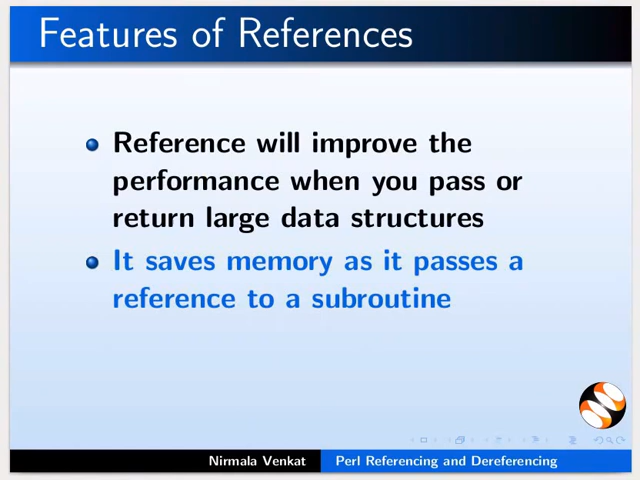 Features of References
Reference will improve the
performance when you pass or
return large data structures
It saves memory as it passes a
reference to a subroutine
Nirmala Venkat Perl Referencing and Dereferencing